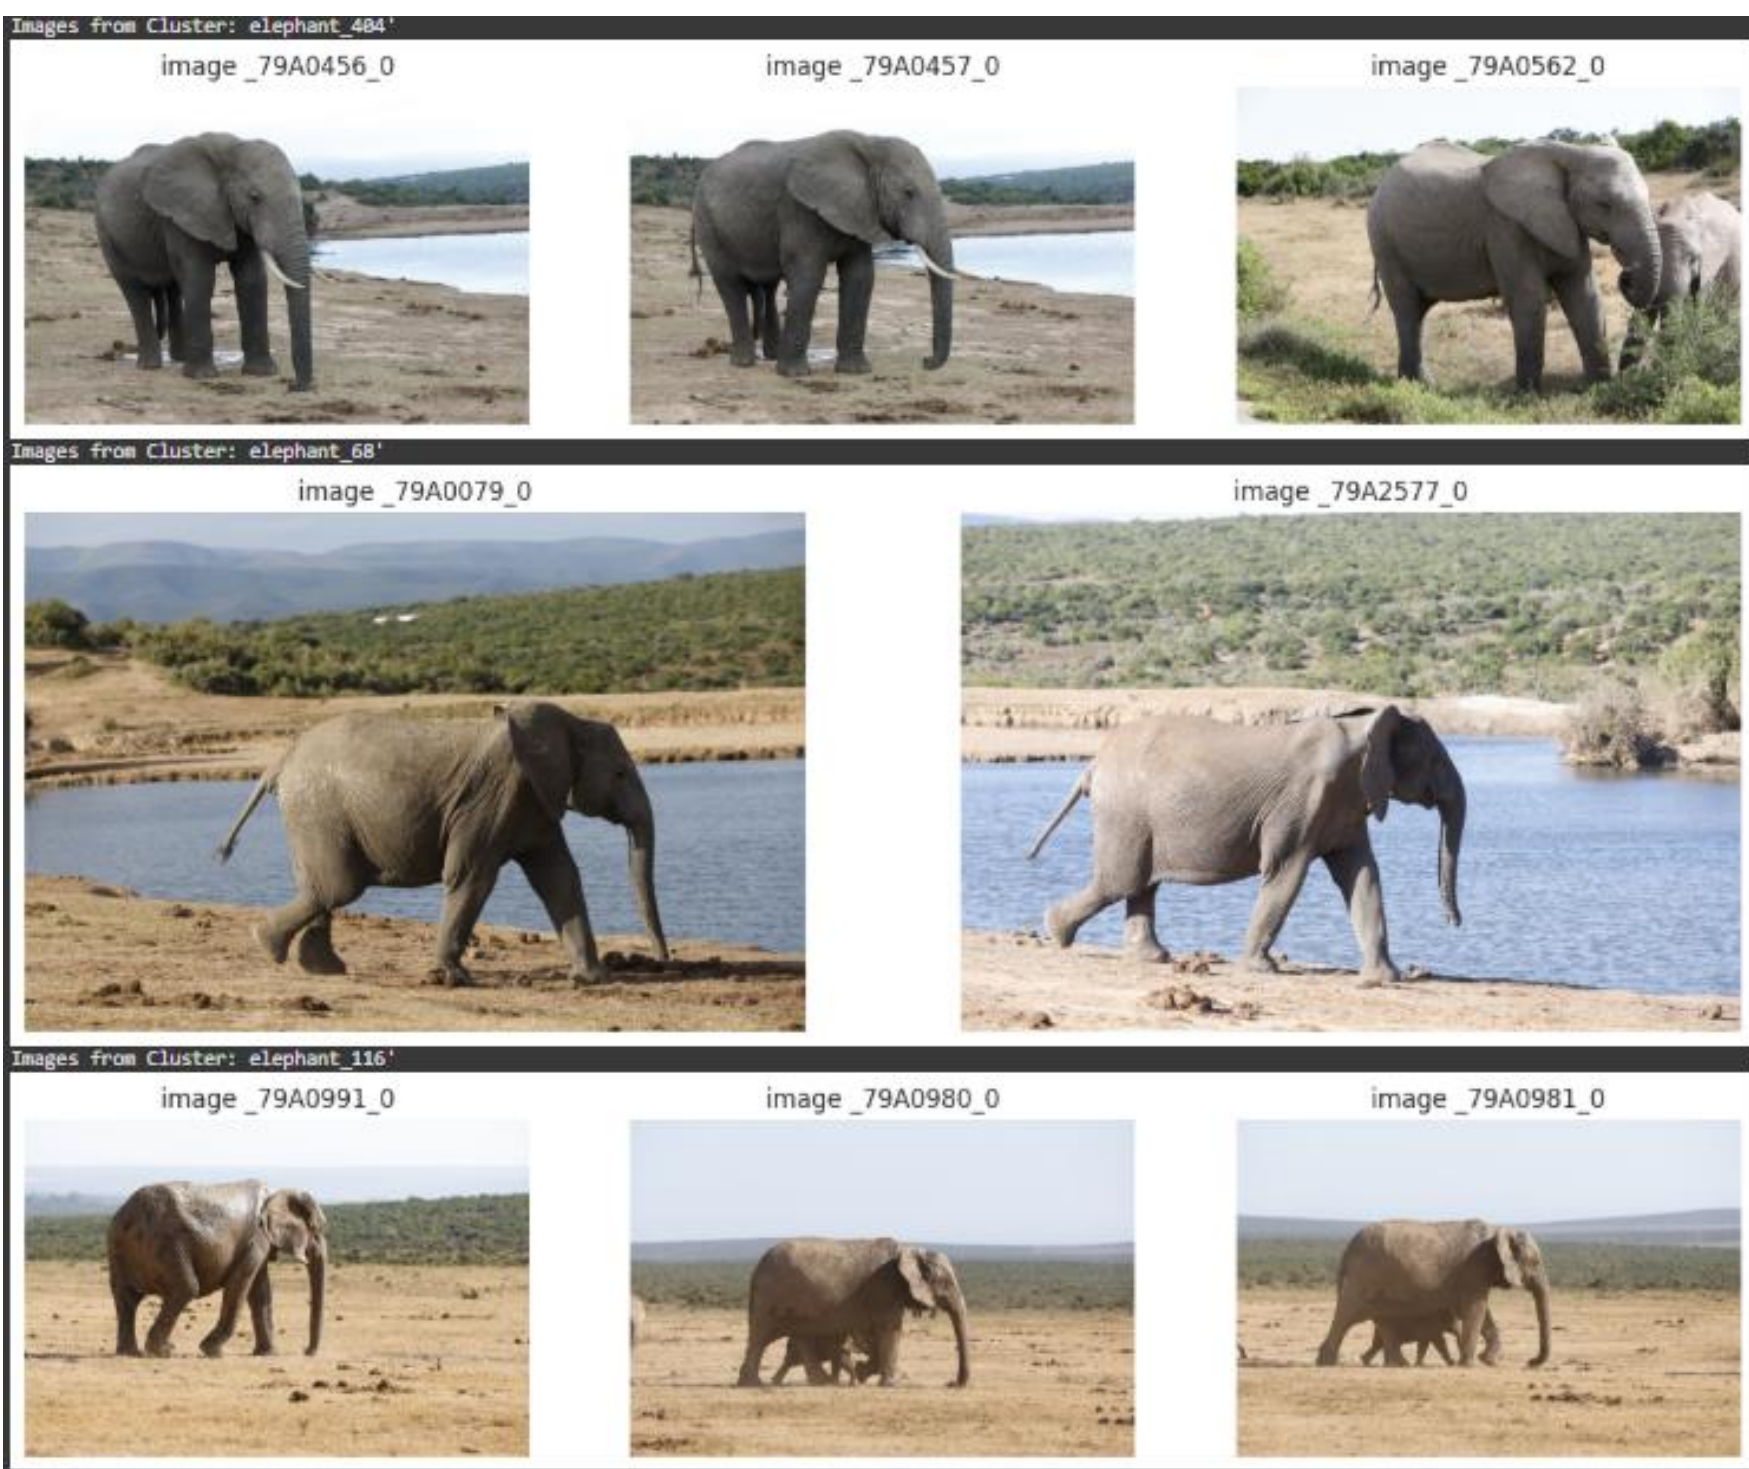 Images from Cluster: elephant_404'
image _79A0456_0 image _79A0457_0 image _79A0562_0
Images from Cluster: elephant_68'
image _79A0079_0 image _79A2577_0
Images from Cluster: elephant_116'
image _79A0991_0 image _79A0980_0 image _79A0981_0